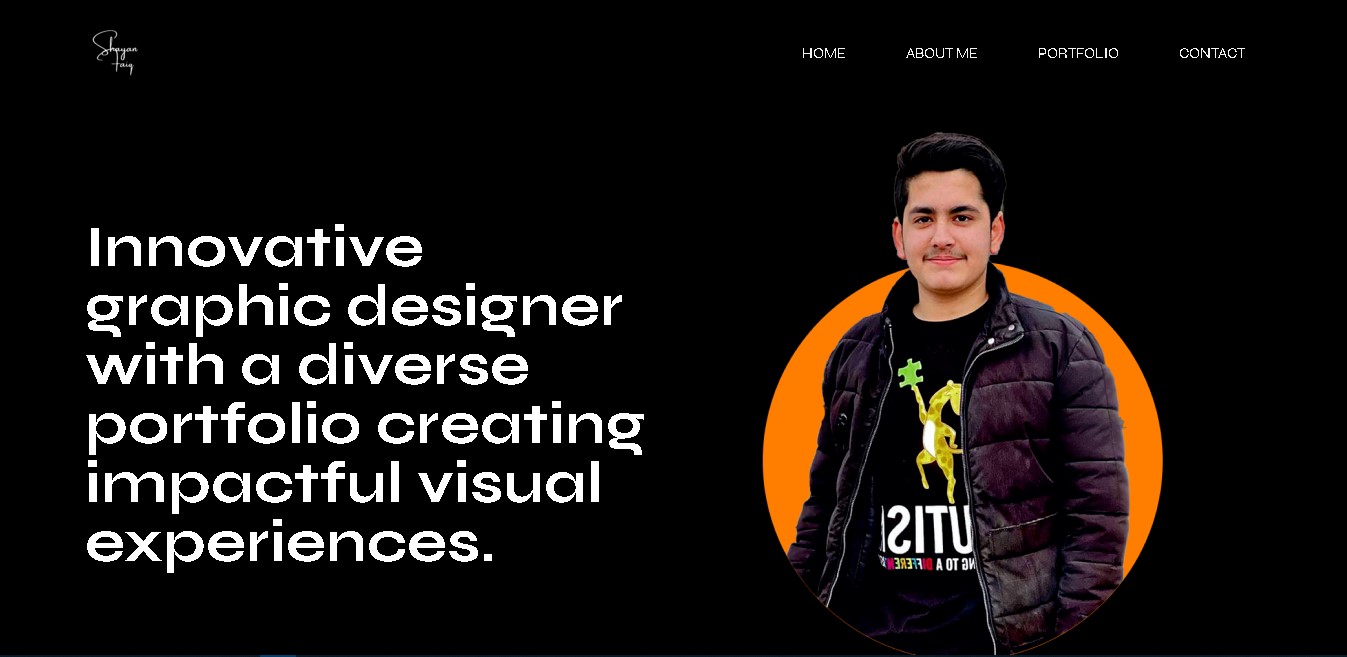 Shayan
Faiq
HOME
ABOUT ME
PORTFOLIO
CONTACT
Innovative
graphic designer
with a diverse
portfolio creating
impactful visual
experiences.
UTIS
NG TO A DIFFEREN